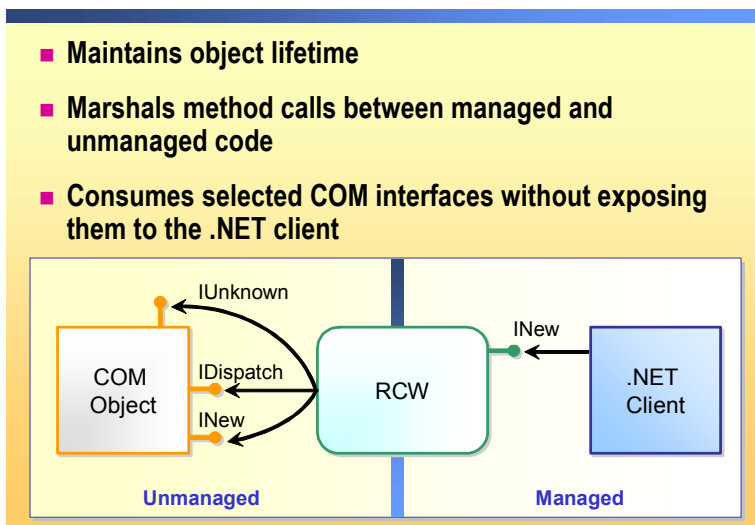 Maintains object lifetime
Marshals method calls between managed and
unmanaged code
Consumes selected COM interfaces without exposing
them to the .NET client
IUnknown
INew
COM
Object
IDispatch
RCW
.NET
Client
INew
Unmanaged
Managed